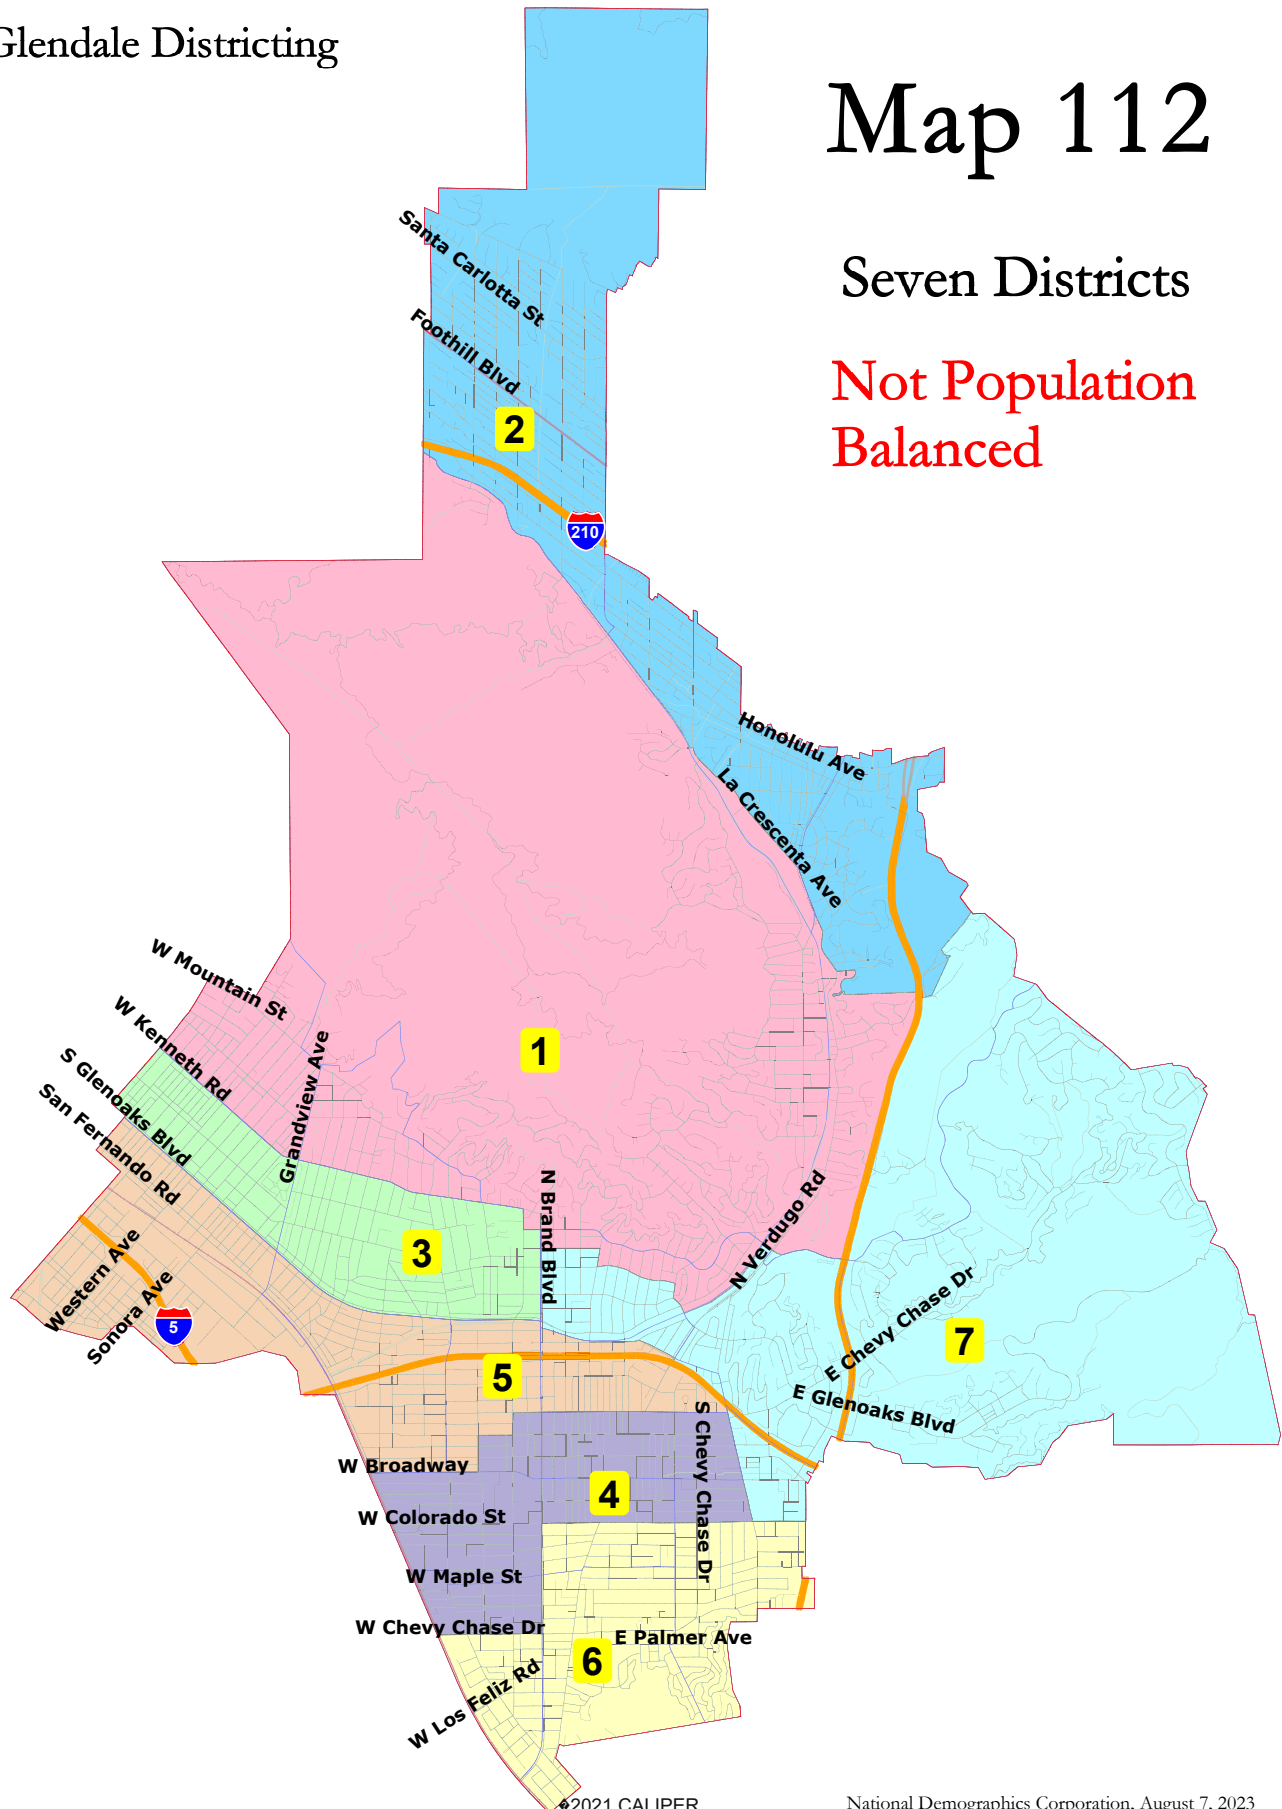 Glendale Districting
Map 112
Seven Districts
Not Population
Balanced
Santa Carlotta St
Foothill Blvd
2
210
Honolulu Ave
La Crescenta Ave
W Mountain St
W Kenneth Rd
S Glenoaks Blvd
San Fernando Rd
Grandview Ave
1
N Brand Blvd
N Verdugo Rd
3
Western Ave
Sonora Ave
5
E Chevy Chase Dr
7
5
E Glenoaks Blvd
S Chevy Chase Dr
W Broadway
4
W Colorado St
W Maple St
W Chevy Chase Dr
E Palmer Ave
6
W Los Feliz Rd
�2021 CALIPER
National Demographics Corporation, August 7, 2023